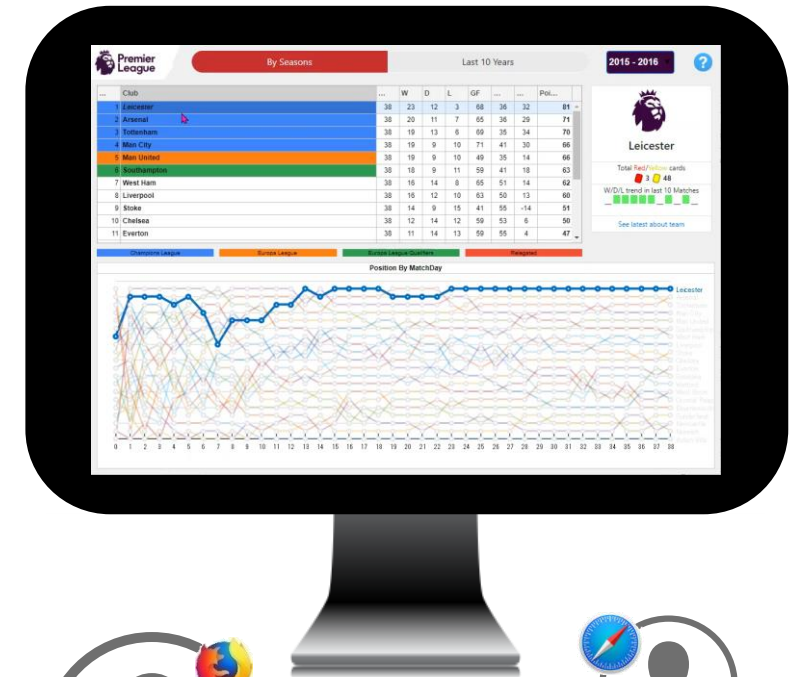 Premier League
By Seasons
Last 10 Years
2015 - 2016
?
... Club ... W D L GF ... ... Poi...
1 Leicester 38 23 12 3 68 36 32 81
2 Arsenal 38 20 11 7 65 36 29 71
3 Tottenham 38 19 13 6 69 35 34 70
4 Man City 38 19 9 10 71 41 30 66
5 Man United 38 19 9 10 49 35 14 66
6 Southampton 38 18 9 11 59 41 18 63
7 West Ham 38 16 14 8 65 51 14 62
8 Liverpool 38 16 12 10 63 50 13 60
9 Stoke 38 14 9 15 41 55 -14 51
10 Chelsea 38 12 14 12 59 53 6 50
11 Everton 38 11 14 13 59 55 4 47
Leicester
Total Red/Yellow cards
3 48
W/D/L trend in last 10 Matches
See latest about team
Champions League
Europa League
Europa League Qualifiers
Relegated
Position By MatchDay
Leicester
0 1 2 3 4 5 6 7 8 9 10 11 12 13 14 15 16 17 18 19 20 21 22 23 24 25 26 27 28 29 30 31 32 33 34 35 36 37 38